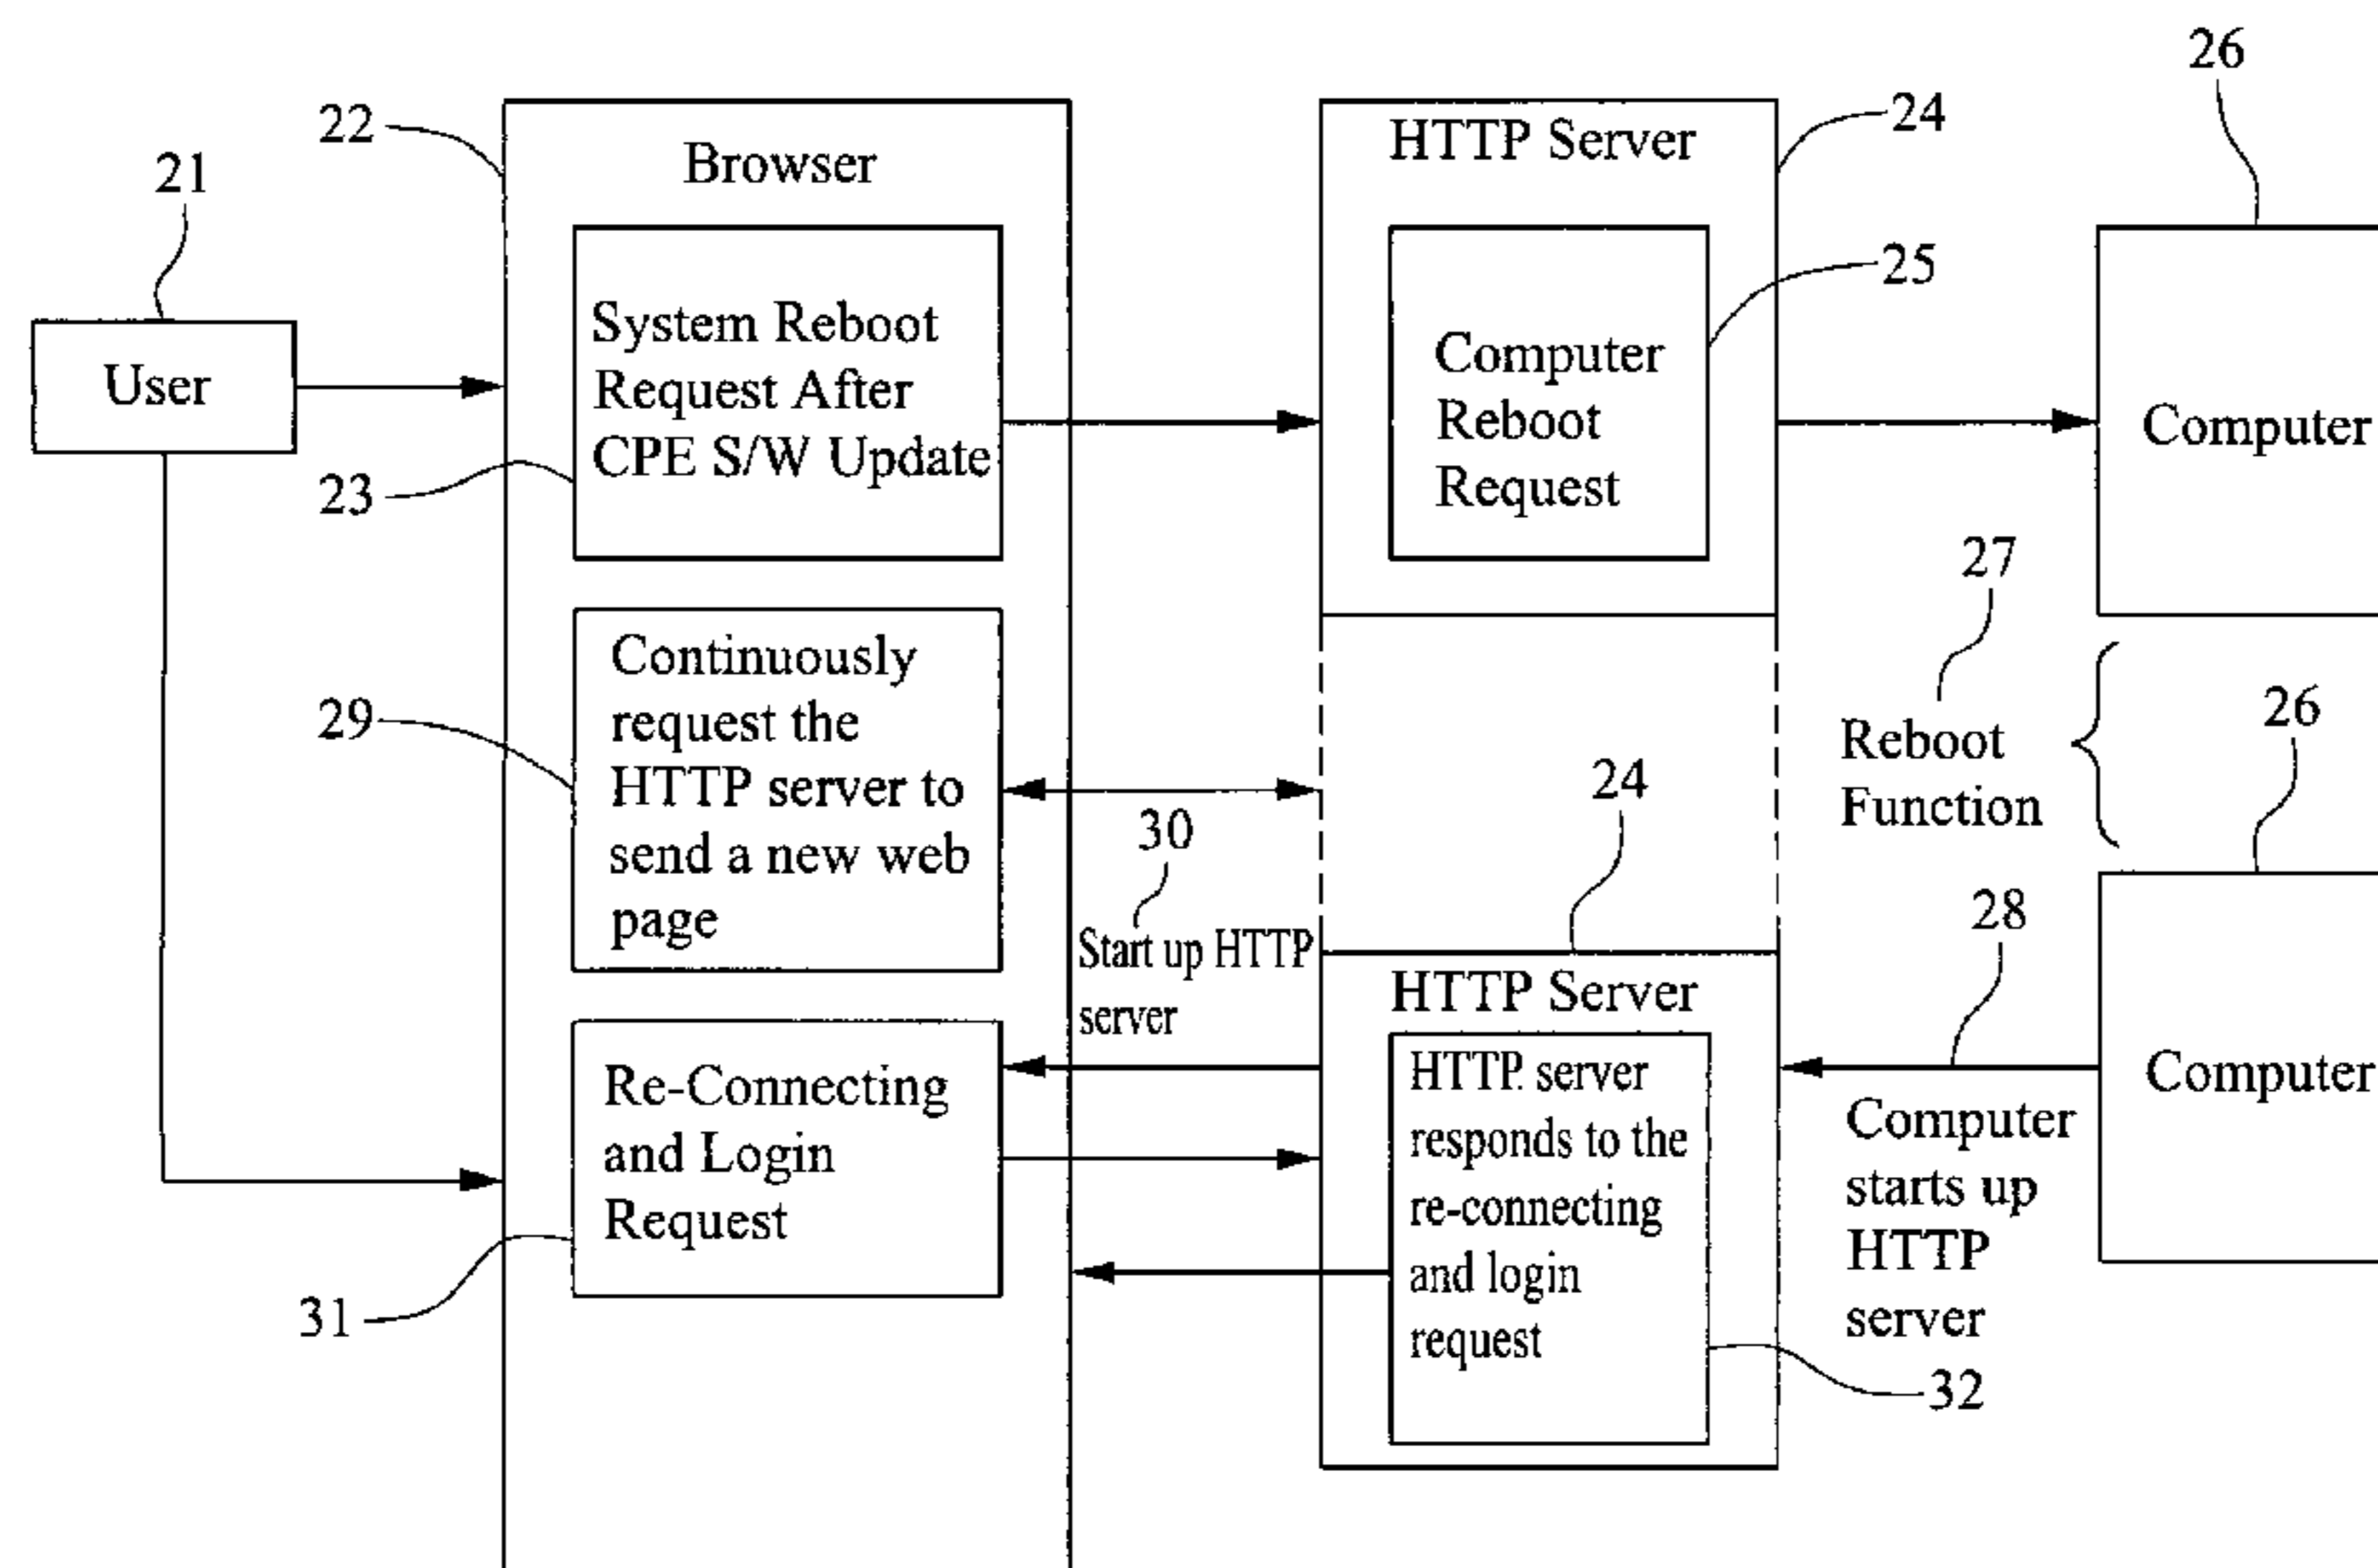 26
22
24
HTTP Server
Browser
21
25
System Reboot
Request After
CPE S/W Update
Computer
Reboot
Request
User
Computer
23
27
Continuously
request the
HTTP server to
send a new web
page
29
Reboot
Function
26
24
30
28
Start up HTTP
server
HTTP Server
Re-Connecting
and Login
Request
HTTP. server
responds to the
re-connecting
and login
request
Computer
Computer
starts up
HTTP
server
31
32